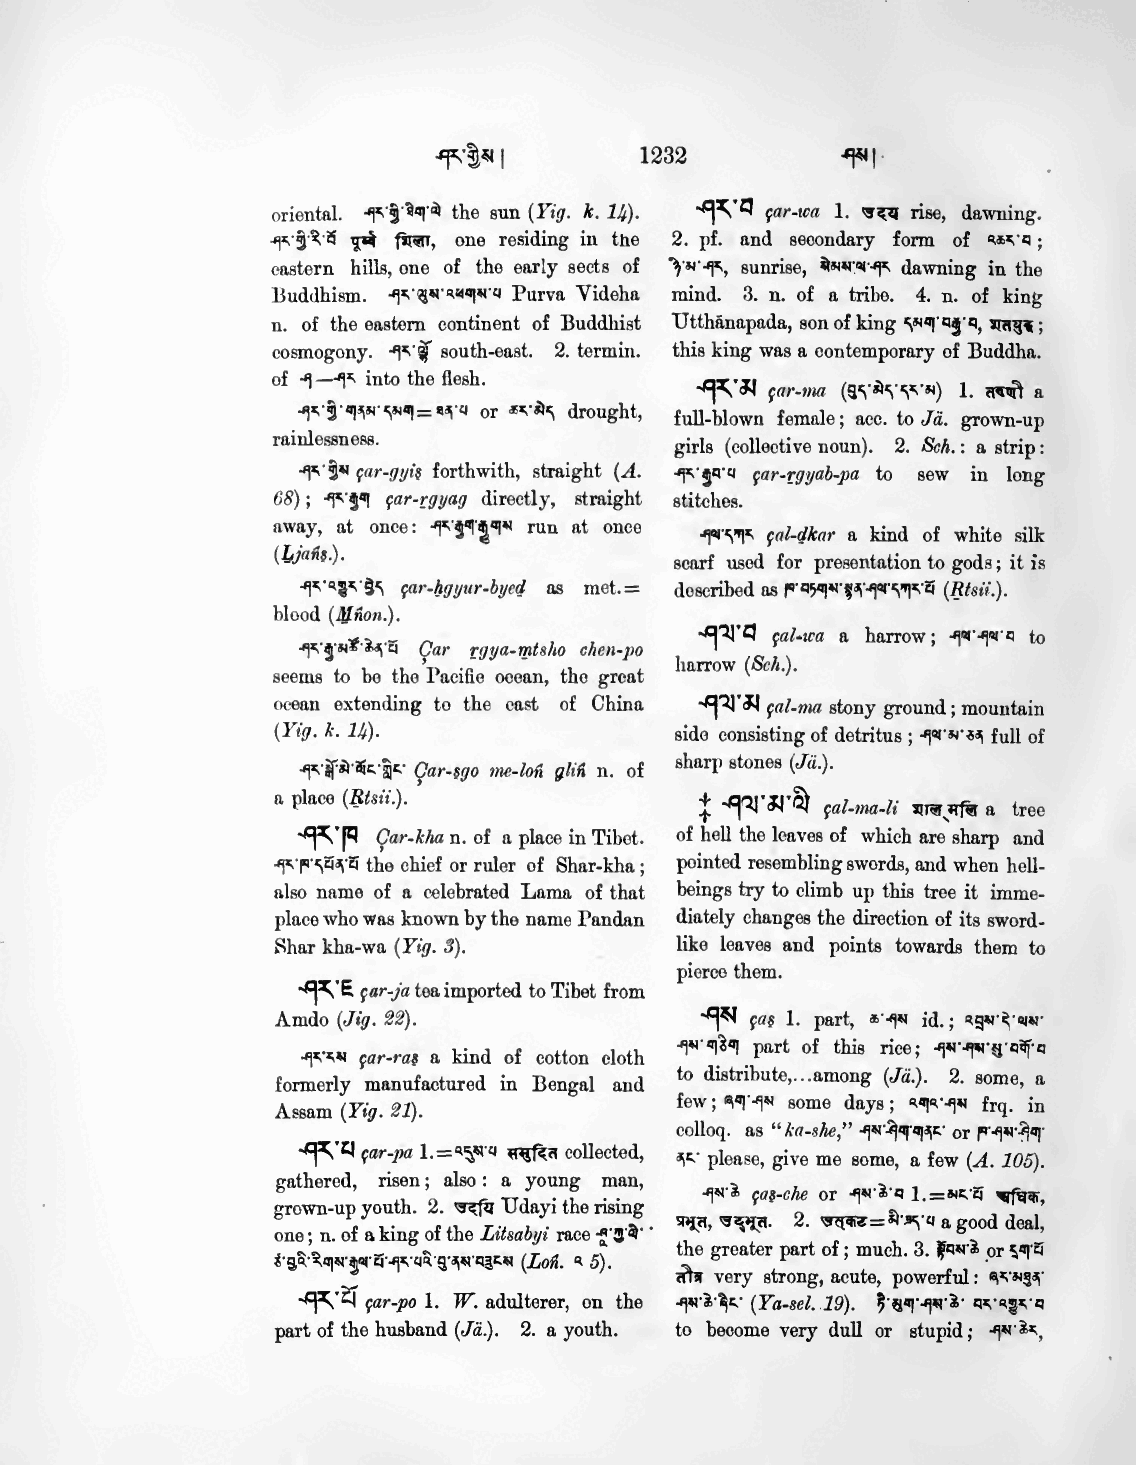 ཤར་གྱིས།
1232
ཤས།
oriental. ཤར་གྱི་ཐིག་ལེ the sun (Yig. k. 14).
ཤར་གྱི་རི་བོ पूर्व्व शिला, one residing in the
eastern hills, one of the early sects of
Buddhism. ཤར་ལུས་འཕགས་པ Purva Videha
n. of the eastern continent of Buddhist
cosmogony. ཤར་ལྷོ south-east. 2. termin.
of ཤ—ཤར into the flesh.
ཤར་གྱི་གནམ་དམག=ཐན་པ or ཆར་མེད drought,
rainlessness.
ཤར་གྱིས çar-gyiş forthwith, straight (A.
68); ཤར་རྒྱག çar-ṟgyag directly, straight
away, at once: ཤར་རྒྱག་རྒྱུགས run at once
(Ḻjaṅş.).
ཤར་འགྱུར་བྱེད çar-ḥgyur-byeḏ as met.=
blood (M̱ṅon.).
ཤར་རྒྱ་མཚོ་ཆེན་པོ Çar ṟgya-m̱tsho chen-po
seems to be the Pacific ocean, the great
ocean extending to the east of China
(Yig. k. 14).
ཤར་སྒོ་མེ་ལོང་གླིང་ Çar-şgo me-loṅ g̱liṅ n. of
a place (Ṟtsii.).
ཤར་ཁ Çar-kha n. of a place in Tibet.
ཤར་ཁ་དཔོན་པོ the chief or ruler of Shar-kha;
also name of a celebrated Lama of that
place who was known by the name Pandan
Shar kha-wa (Yig. 3).
ཤར་ཇ çar-ja tea imported to Tibet from
Amdo (Jig. 22).
ཤར་རས çar-raş a kind of cotton cloth
formerly manufactured in Bengal and
Assam (Yig. 21).
ཤར་པ çar-pa 1.=འདུས་པ समुदित collected,
gathered, risen; also: a young man,
grown-up youth. 2. उदयि Udayi the rising
one; n. of a king of the Litsabyi race ཤཱ་ཀྱ་ལི་
ཙ་བྱའི་རིགས་རྒྱལ་པོ་ཤར་པའི་བུ་ནས་བཟུངས (Loṅ. འ 5).
ཤར་པོ çar-po 1. W. adulterer, on the
part of the husband (Jä.). 2. a youth.
ཤར་བ çar-wa 1. उदय rise, dawning.
2. pf. and secondary form of འཆར་བ;
ཉི་མ་ཤར, sunrise, སེམས་ལ་ཤར dawning in the
mind. 3. n. of a tribe. 4. n. of king
Utthānapada, son of king དམག་བརྒྱ་བ, शतयुद्ध;
this king was a contemporary of Buddha.
ཤར་མ çar-ma (བུད་མེད་དར་མ) 1. तरुणी a
full-blown female; acc. to Jä. grown-up
girls (collective noun). 2. Sch.: a strip:
ཤར་རྒྱབ་པ çar-ṟgyab-pa to sew in long
stitches.
ཤལ་དཀར çal-ḏkar a kind of white silk
scarf used for presentation to gods; it is
described as ཁ་བཏགས་སྣན་ཤལ་དཀར་པོ (Ṟtsii.).
ཤལ་བ çal-wa a harrow; ཤལ་ཤལ་བ to
harrow (Sch.).
ཤལ་མ çal-ma stony ground; mountain
side consisting of detritus; ཤལ་མ་ཅན full of
sharp stones (Jä.).
‡ ཤལ་མ་ལི çal-ma-li शाल्मलि a tree
of hell the leaves of which are sharp and
pointed resembling swords, and when hell-
beings try to climb up this tree it imme-
diately changes the direction of its sword-
like leaves and points towards them to
pierce them.
ཤས çaş 1. part, ཆ་ཤས id.; འབྲས་དེ་ལས་
ཤས་གཅིག part of this rice; ཤས་ཤས་སུ་བགོ་བ
to distribute,...among (Jä.). 2. some, a
few; ཞག་ཤས some days; འགའ་ཤས frq. in
colloq. as “ka-she,” ཤས་ཤིག་གནང་ or ཁ་ཤས་ཤིག་
ནང་ please, give me some, a few (A. 105).
ཤས་ཆེ çaş-che or ཤས་ཆེ་བ 1.=མང་པོ अधिक,
प्रभूत, उद्भूत. 2. उत्कट=མི་ཟད་པ a good deal,
the greater part of; much. 3. སྟོབས་ཆེ or དྲག་པོ
तीव्र very strong, acute, powerful: ཞར་མཐུན་
ཤས་ཆེ་ཞིང་ (Ya-sel. 19). ཏི་མུག་ཤས་ཆེ་ བར་འགྱུར་བ
to become very dull or stupid; ཤས་ཆེར,